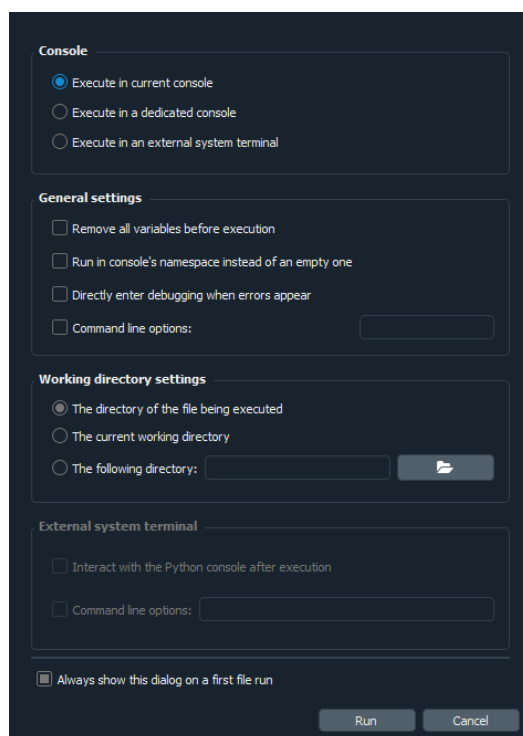 Console
Execute in current console
Execute in a dedicated console
Execute in an external system terminal
General settings
Remove all variables before execution
Run in console's namespace instead of an empty one
Directly enter debugging when errors appear
Command line options:
Working directory settings
The directory of the file being executed
The current working directory
The following directory:
External system terminal
Interact with the Python console after execution
Command line options:
Always show this dialog on a first file run
Run Cancel